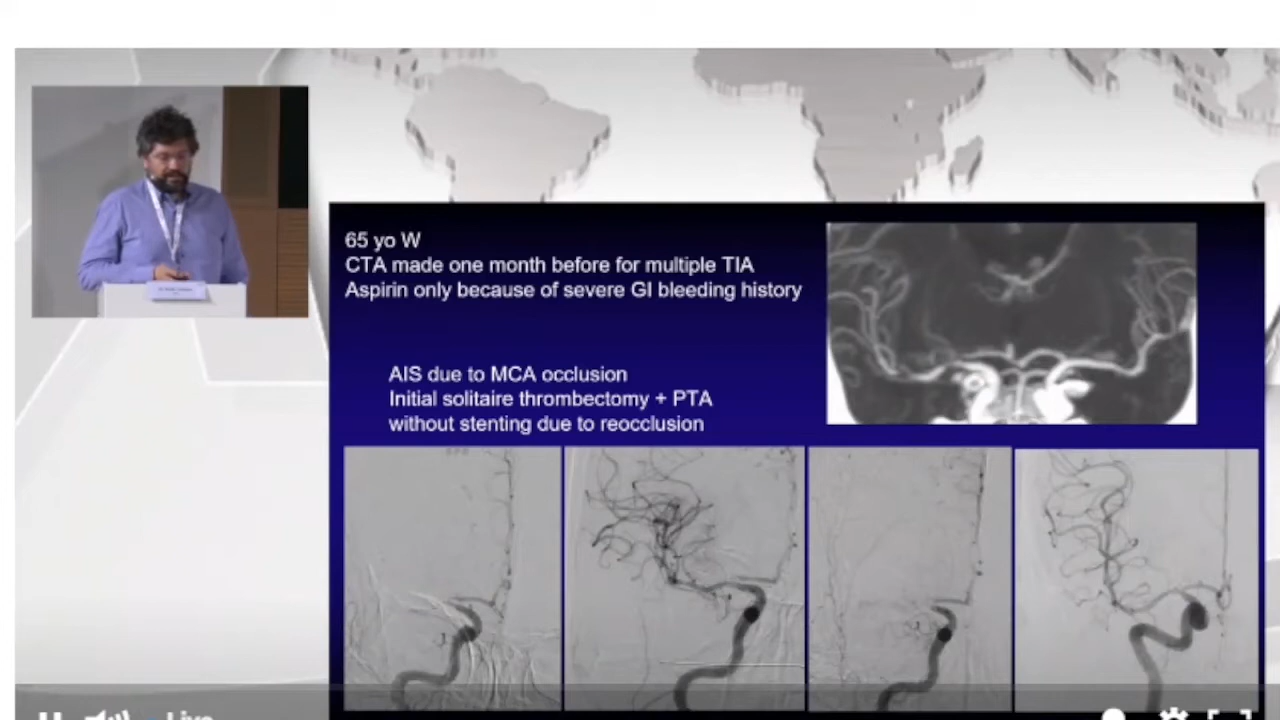 65 yo W
CTA made one month before for multiple TIA
Aspirin only because of severe GI bleeding history
AIS due to MCA occlusion
Initial solitaire thrombectomy + PTA
without stenting due to reocclusion
Live